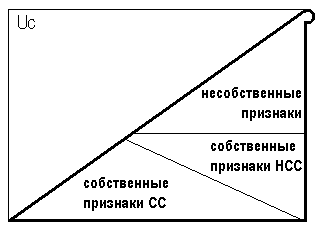 Uc
несобственные
признаки
собственные
признаки НСС
собственные
признаки СС